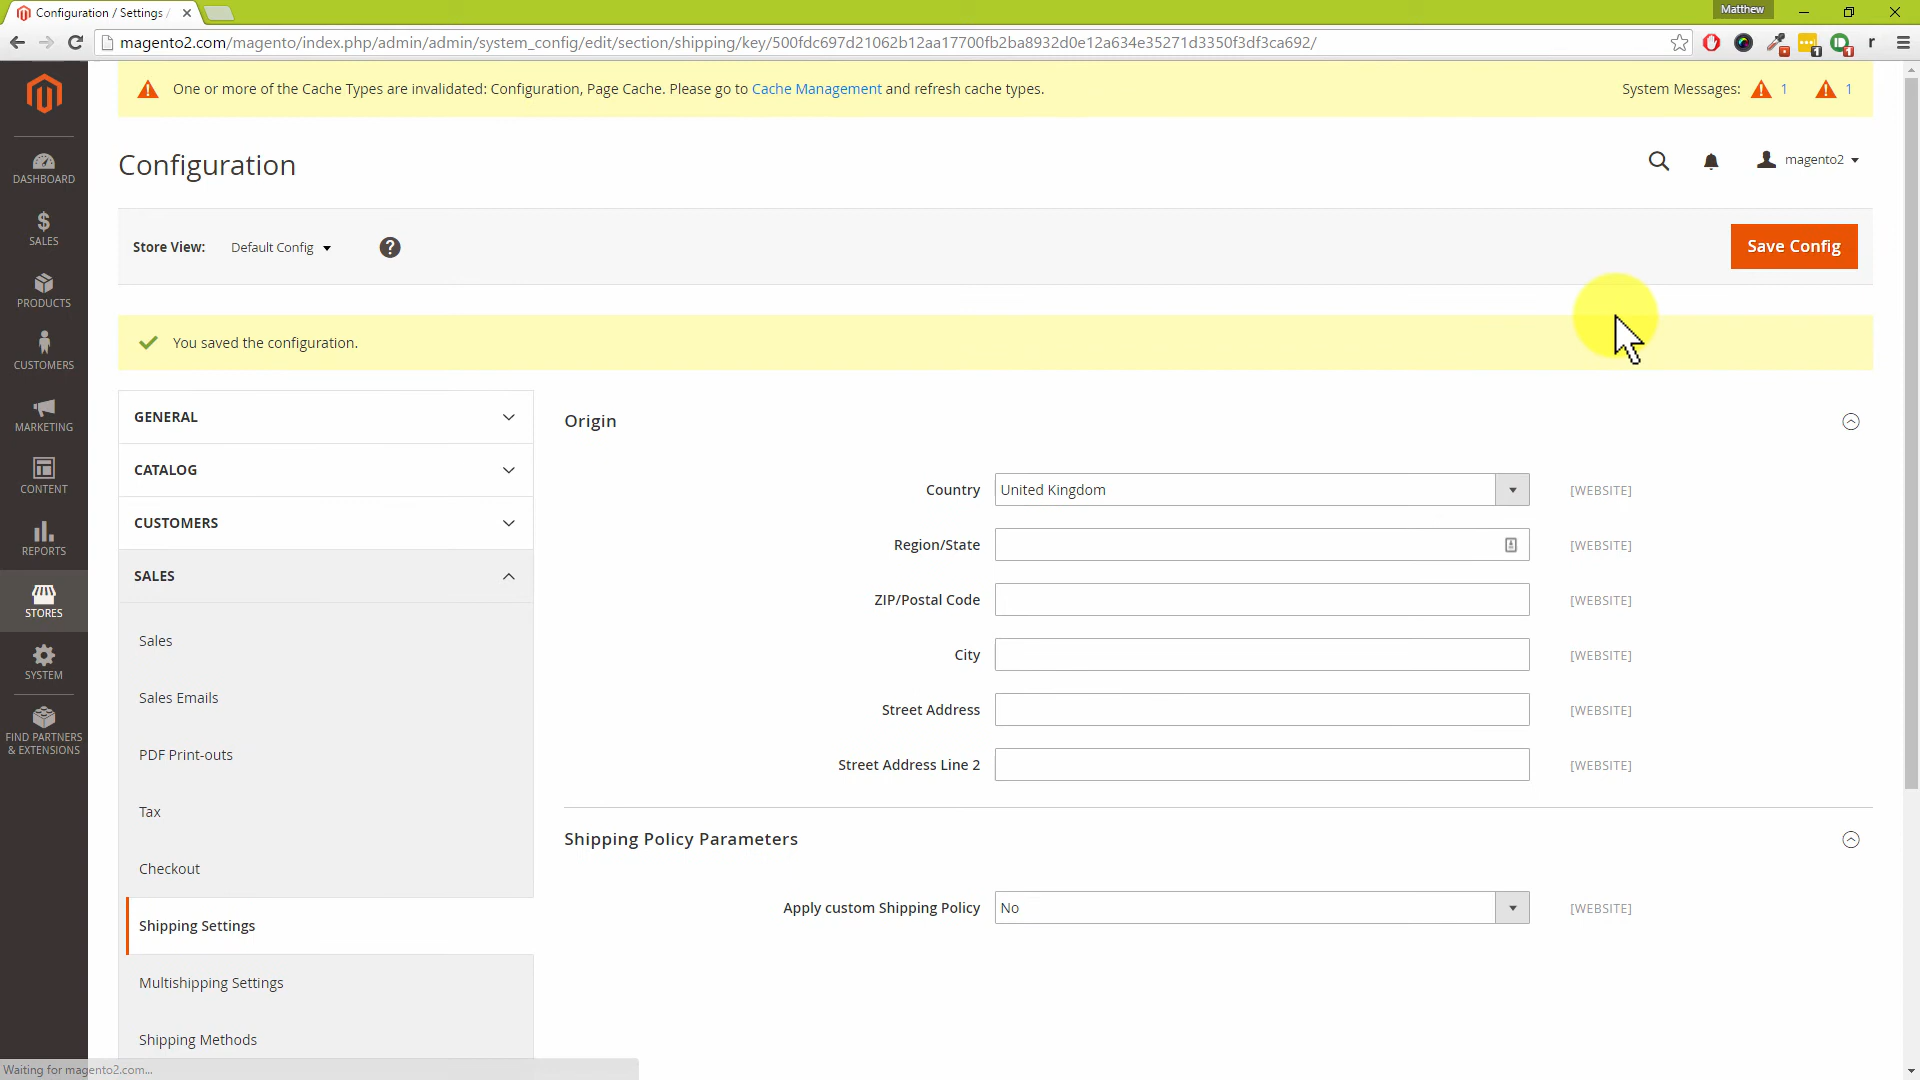 Configuration / Settings /
Matthew
magento2.com/magento/index.php/admin/admin/system_config/edit/section/shipping/key/500fdc697d21062b12aa17700fb2ba8932d0e12a634e35271d3350f3df3ca692/
1
1
r
One or more of the Cache Types are invalidated: Configuration, Page Cache. Please go to Cache Management and refresh cache types.
System Messages: 1 1
Configuration
magento2
Store View: Default Config
?
Save Config
You saved the configuration.
DASHBOARD
SALES
PRODUCTS
CUSTOMERS
MARKETING
CONTENT
REPORTS
STORES
SYSTEM
FIND PARTNERS
& EXTENSIONS
GENERAL
CATALOG
CUSTOMERS
SALES
Sales
Sales Emails
PDF Print-outs
Tax
Checkout
Shipping Settings
Multishipping Settings
Shipping Methods
Origin
Country United Kingdom [WEBSITE]
Region/State [WEBSITE]
ZIP/Postal Code [WEBSITE]
City [WEBSITE]
Street Address [WEBSITE]
Street Address Line 2 [WEBSITE]
Shipping Policy Parameters
Apply custom Shipping Policy No [WEBSITE]
Waiting for magento2.com...